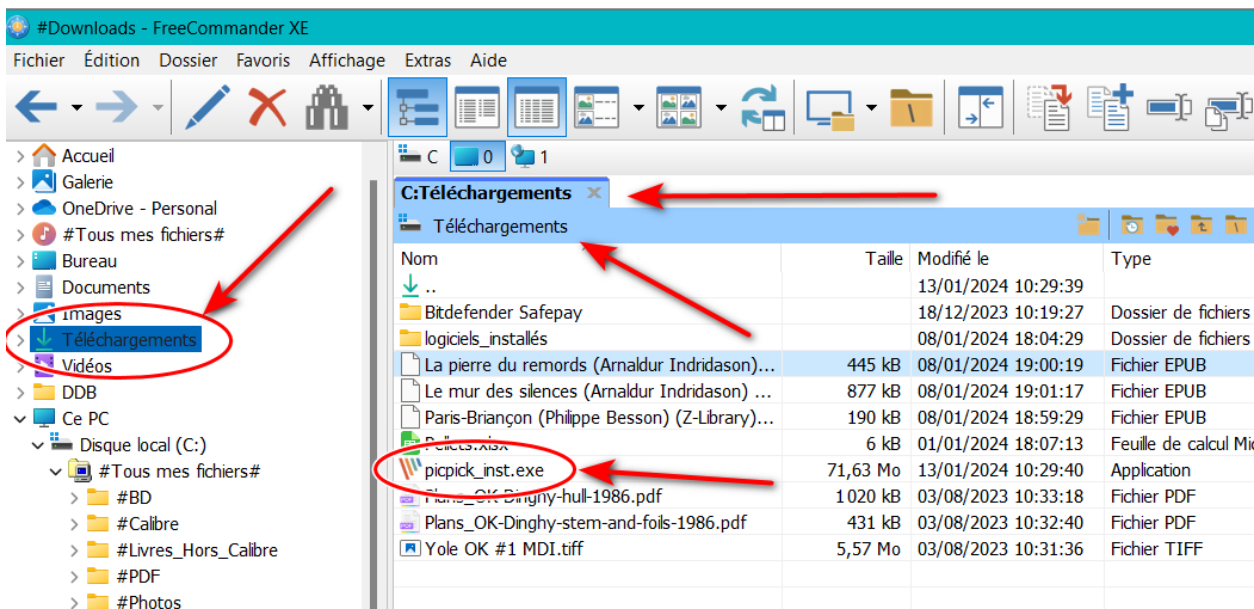 #Downloads - FreeCommander XE
Fichier Édition Dossier Favoris Affichage Extras Aide
Accueil
Galerie
OneDrive - Personal
#Tous mes fichiers#
Bureau
Documents
Images
Téléchargements
Vidéos
DDB
Ce PC
Disque local (C:)
#Tous mes fichiers#
#BD
#Calibre
#Livres_Hors_Calibre
#PDF
#Photos
C 0 1
C:Téléchargements
Téléchargements
Nom Taille Modifié le Type
.. 13/01/2024 10:29:39
Bitdefender Safepay 18/12/2023 10:19:27 Dossier de fichiers
logiciels_installés 08/01/2024 18:04:29 Dossier de fichiers
La pierre du remords (Arnaldur Indridason)... 445 kB 08/01/2024 19:00:19 Fichier EPUB
Le mur des silences (Arnaldur Indridason) ... 877 kB 08/01/2024 19:01:17 Fichier EPUB
Paris-Briançon (Philippe Besson) (Z-Library)... 190 kB 08/01/2024 18:59:29 Fichier EPUB
Pellets.xlsx 6 kB 01/01/2024 18:07:13 Feuille de calcul Mic
picpick_inst.exe 71,63 Mo 13/01/2024 10:29:40 Application
Plans_OK-Dinghy-hull-1986.pdf 1 020 kB 03/08/2023 10:33:18 Fichier PDF
Plans_OK-Dinghy-stem-and-foils-1986.pdf 431 kB 03/08/2023 10:32:40 Fichier PDF
Yole OK #1 MDI.tiff 5,57 Mo 03/08/2023 10:31:36 Fichier TIFF